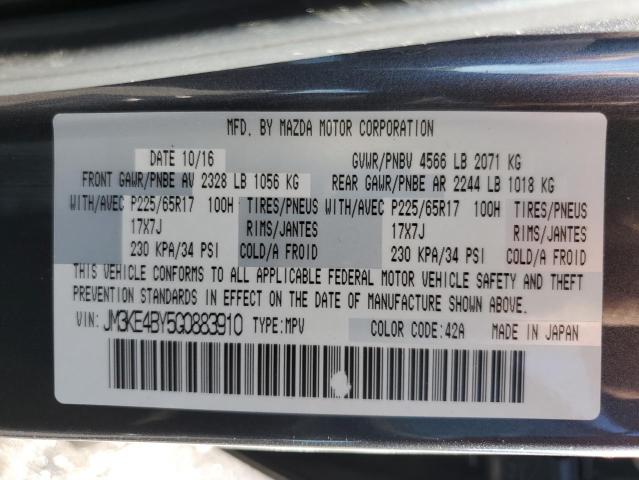 MFD. BY MAZDA MOTOR CORPORATION
DATE 10/16 GVWR/PNBV 4566 LB 2071 KG
FRONT GAWR/PNBE AV 2328 LB 1056 KG REAR GAWR/PNBE AR 2244 LB 1018 KG
WITH/AVEC P225/65R17 100H TIRES/PNEUS WITH/AVEC P225/65R17 100H TIRES/PNEUS
17X7J RIMS/JANTES 17X7J RIMS/JANTES
230 KPA/34 PSI COLD/A FROID 230 KPA/34 PSI COLD/A FROID
THIS VEHICLE CONFORMS TO ALL APPLICABLE FEDERAL MOTOR VEHICLE SAFETY AND THEFT
PREVENTION STANDARDS IN EFFECT ON THE DATE OF MANUFACTURE SHOWN ABOVE.
VIN: JM3KE4BY5G0883910 TYPE:MPV COLOR CODE:42A MADE IN JAPAN